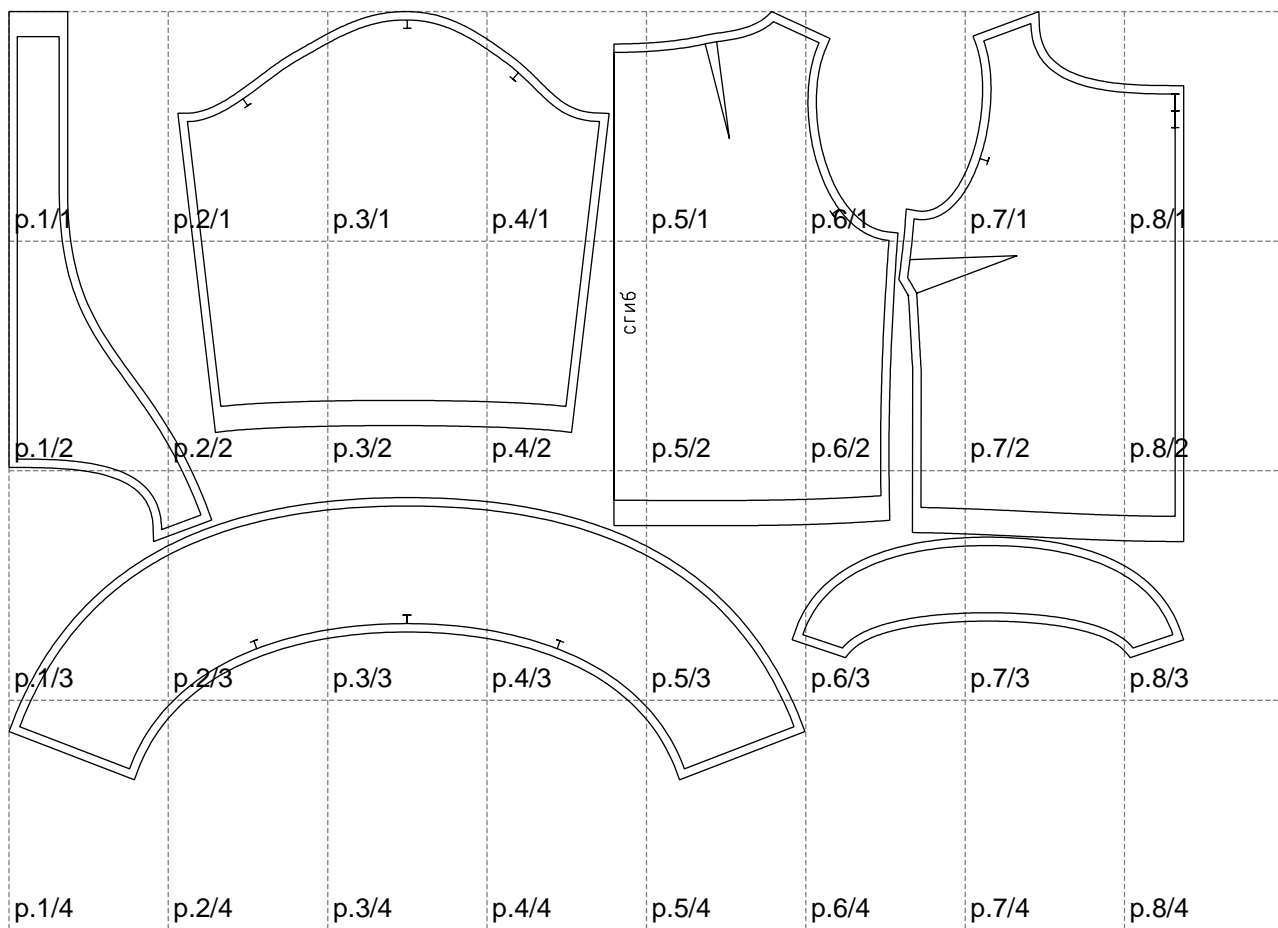 p.1/1 p.2/1 p.3/1 p.4/1 p.5/1 p.6/1 p.7/1 p.8/1
сгиб
p.1/2 p.2/2 p.3/2 p.4/2 p.5/2 p.6/2 p.7/2 p.8/2
p.1/3 p.2/3 p.3/3 p.4/3 p.5/3 p.6/3 p.7/3 p.8/3
p.1/4 p.2/4 p.3/4 p.4/4 p.5/4 p.6/4 p.7/4 p.8/4